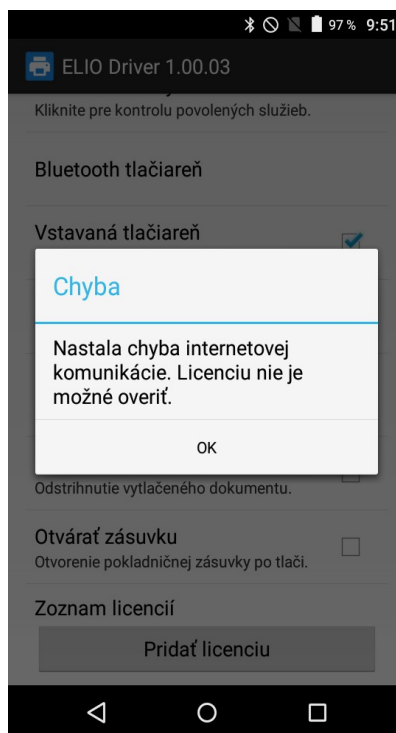 97 % 9:51
ELIO Driver 1.00.03
Kliknite pre kontrolu povolených služieb.
Bluetooth tlačiareň
Vstavaná tlačiareň
Chyba
Nastala chyba internetovej
komunikácie. Licenciu nie je
možné overiť.
OK
Odstrihnutie vytlačeného dokumentu.
Otvárať zásuvku
Otvorenie pokladničnej zásuvky po tlači.
Zoznam licencií
Pridať licenciu